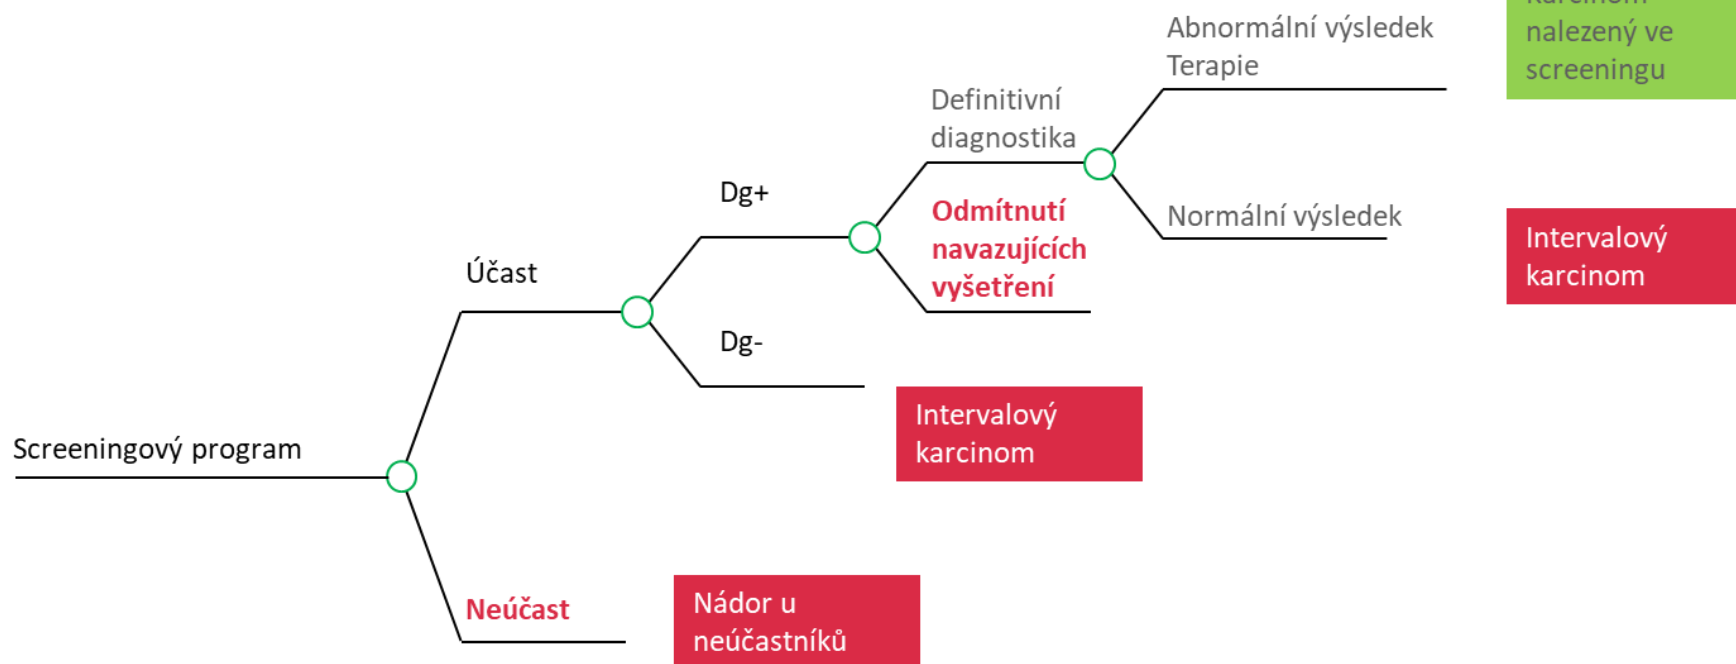 Abnormální výsledek
Terapie
nalezený ve
screeningu
Definitivní
diagnostika
Dg+
Odmítnutí
navazujících
vyšetření
Normální výsledek
Intervalový
karcinom
Účast
Dg-
Intervalový
karcinom
Screeningový program
Neúčast
Nádor u
neúčastníků